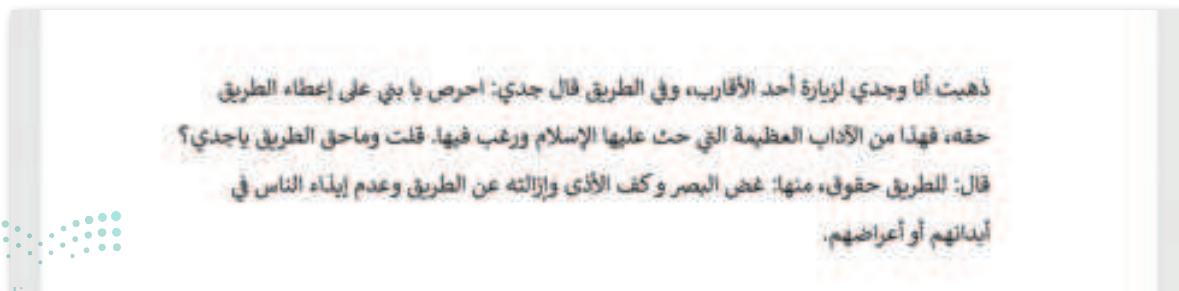 ذهبت أنا وجدي لزيارة أحد الأقارب، وفي الطريق قال جدي: احرص يا بني على إعطاء الطريق
حقه، فهذا من الآداب العظيمة التي حث عليها الإسلام ورغب فيها. قلت وماحق الطريق ياجدي؟
قال: للطريق حقوق، منها: غض البصر وكف الأذى وإزالته عن الطريق وعدم إيذاء الناس في
أبدانهم أو أعراضهم.